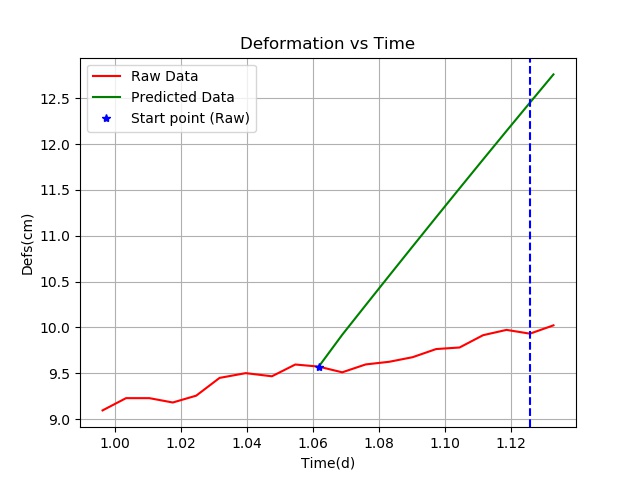 Deformation vs Time
Raw Data
Predicted Data
Start point (Raw)
12.5
12.0
11.5
11.0
10.5
10.0
9.5
9.0
Defs(cm)
1.00 1.02 1.04 1.06 1.08 1.10 1.12
Time(d)